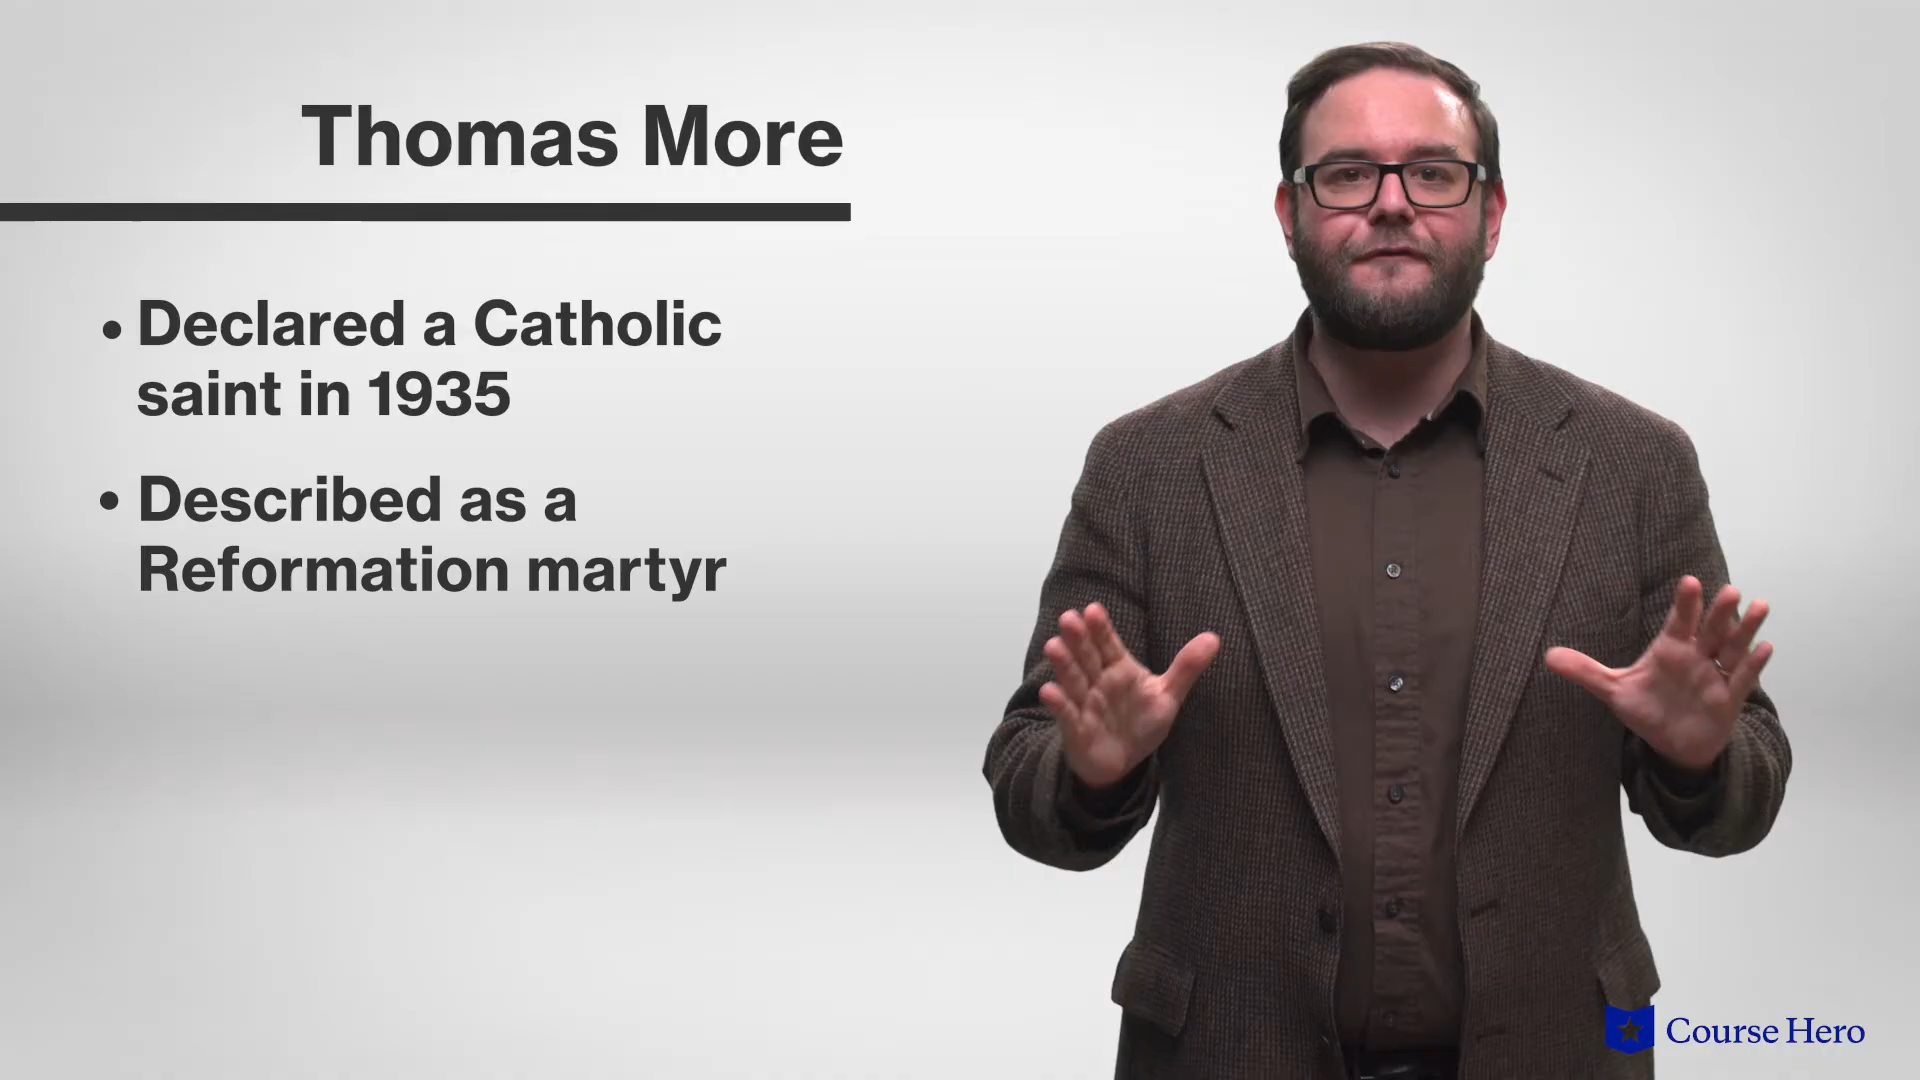 Thomas More
• Declared a Catholic
saint in 1935
• Described as a
Reformation martyr
Course Hero